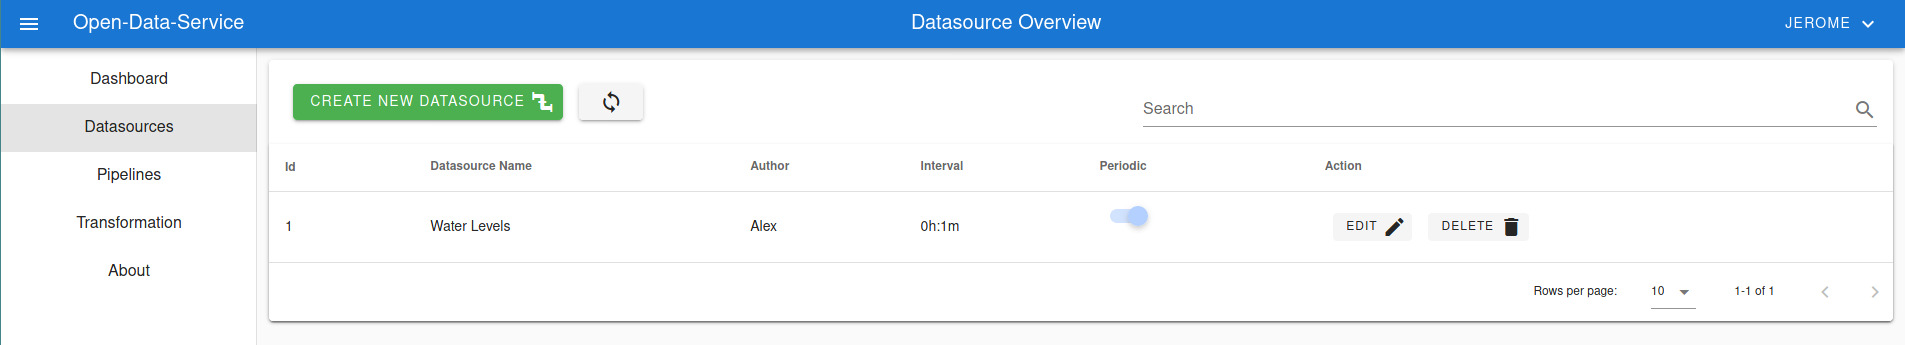 Open-Data-Service Datasource Overview JEROME
Dashboard
Datasources
Pipelines
Transformation
About
CREATE NEW DATASOURCE
Search
Id Datasource Name Author Interval Periodic Action
1 Water Levels Alex 0h:1m EDIT DELETE
Rows per page: 10 1-1 of 1